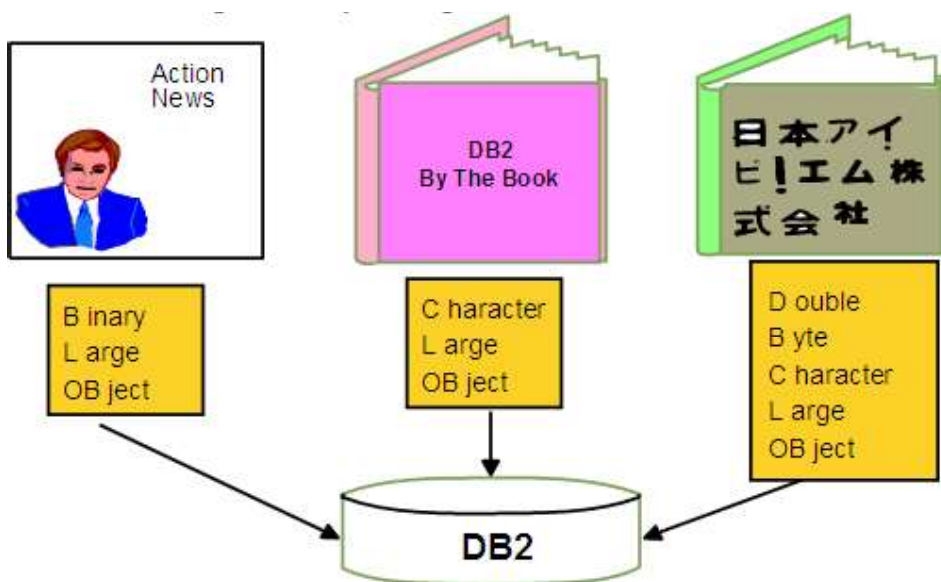 Action
News
DB2
By The Book
日本アイ
ビ!エム株
式会社
B inary
L arge
OB ject
C haracter
L arge
OB ject
D ouble
B yte
C haracter
L arge
OB ject
DB2